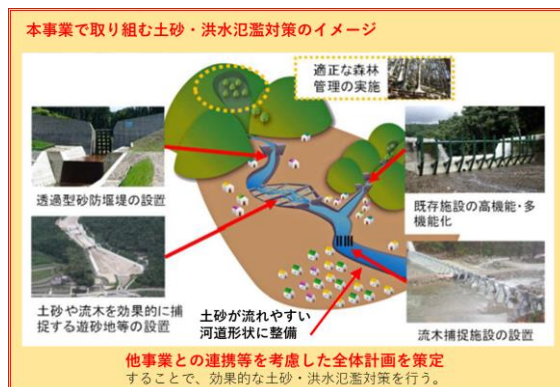 本事業で取り組む土砂・洪水氾濫対策のイメージ
適正な森林
管理の実施
透過型砂防堰堤の設置
既存施設の高機能・多
機能化
土砂や流木を効果的に捕
捉する遊砂地等の設置
土砂が流れやすい
河道形状に整備
流木捕捉施設の設置
他事業との連携等を考慮した全体計画を策定
することで、効果的な土砂・洪水氾濫対策を行う。